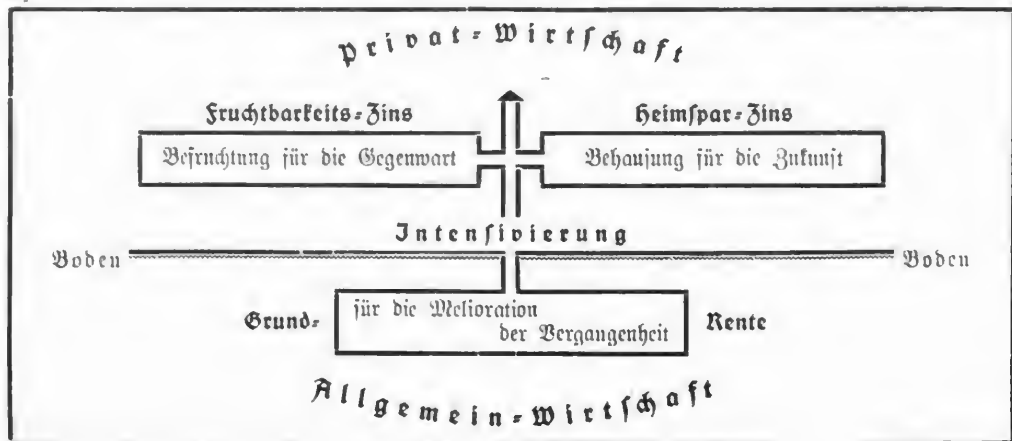 Privat-Wirtschaft
Fruchtbarkeits-Zins
Heimspar-Zins
Befruchtung für die Gegenwart
Behausung für die Zukunft
Intensivierung
Boden
Boden
Grund-
für die Melioration
der Vergangenheit
Rente
Allgemein-Wirtschaft